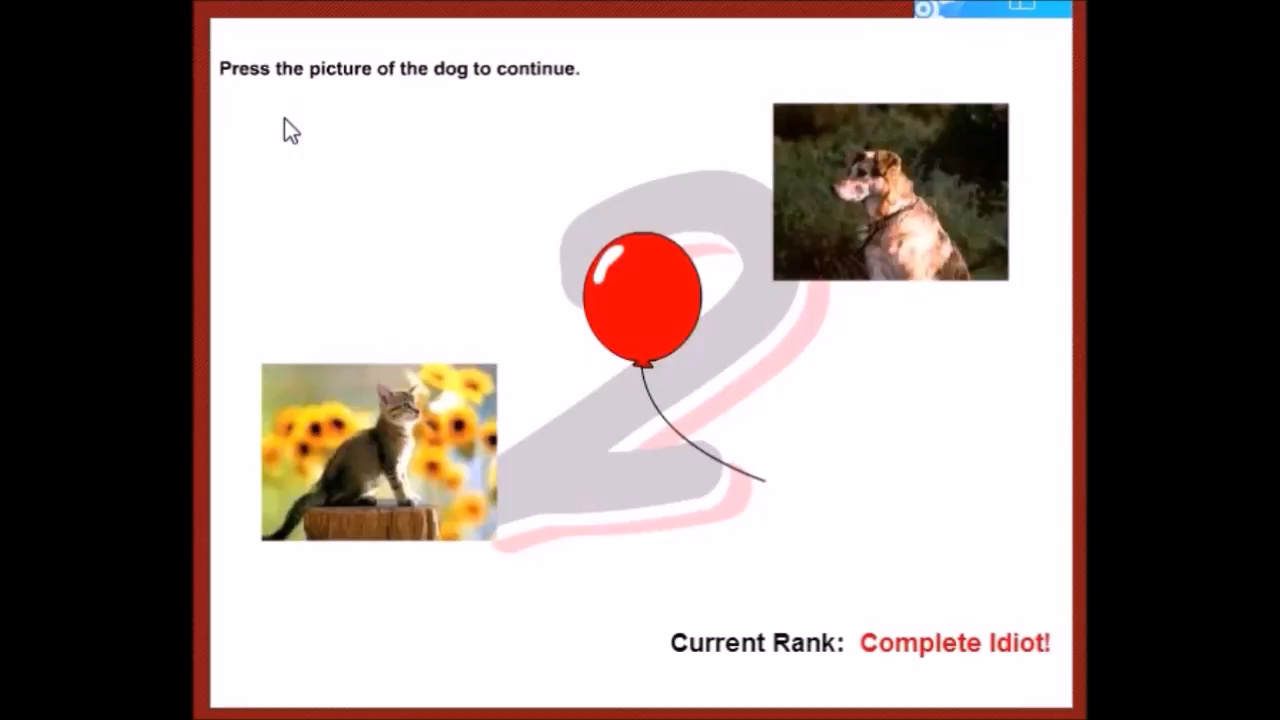 Press the picture of the dog to continue.
2
Current Rank: Complete Idiot!